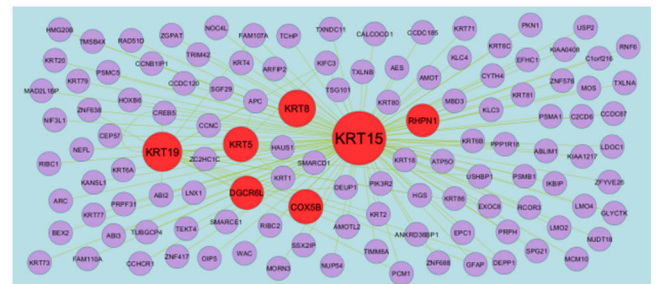 HMG20B
TMSB4X
RAD51D
ZGPAT
NOC4L
FAM107A
TCHP
TXNDC11
CALCOCO1
CCDC185
KRT71
PKN1
USP2
KRT20
KRT79
PSMC5
CCNB1IP1
TRIM42
KRT4
ARFIP2
KIFC3
TXLNB
AES
AMOT
KLC4
KRT6C
EFHC1
KIAA0408
C1orf216
RNF6
MAD2L1BP
HOXB6
CCDC120
SGF29
APC
TSG101
KRT80
MBD3
CYTH4
KRT81
ZNF576
MOS
TXLNA
NIF3L1
ZNF638
CREB5
CCNC
KRT8
RHPN1
KLC3
PSMA1
C2CD6
CCDC87
CEP57
NEFL
KRT5
HAUS1
KRT15
KRT6B
PPP1R18
ABLIM1
LDOC1
RIBC1
KRT19
ZC2HC1C
SMARCD1
KRT16
ATP5O
KIAA1217
KANSL1
KRT6A
KRT1
DEUP1
PIK3R2
USHBP1
PSMB1
IKBIP
ZFYVE26
ARC
KRT77
PRPF31
ABI2
LNX1
DGCR6L
COX5B
HGS
KRT86
EXOC8
RCOR3
LMO4
GLYCTK
BEX2
ABI3
TUBGCP4
TEKT4
SMARCE1
RIBC2
AMOTL2
KRT2
ANKRD36BP1
EPC1
PRPH
LMO2
NUDT18
KRT73
FAM110A
CCHCR1
ZNF417
OIP5
WAC
SSX2IP
TIMM8A
ZNF688
GFAP
DEPP1
SPG21
MCM10
MORN3
NUP54
PCM1